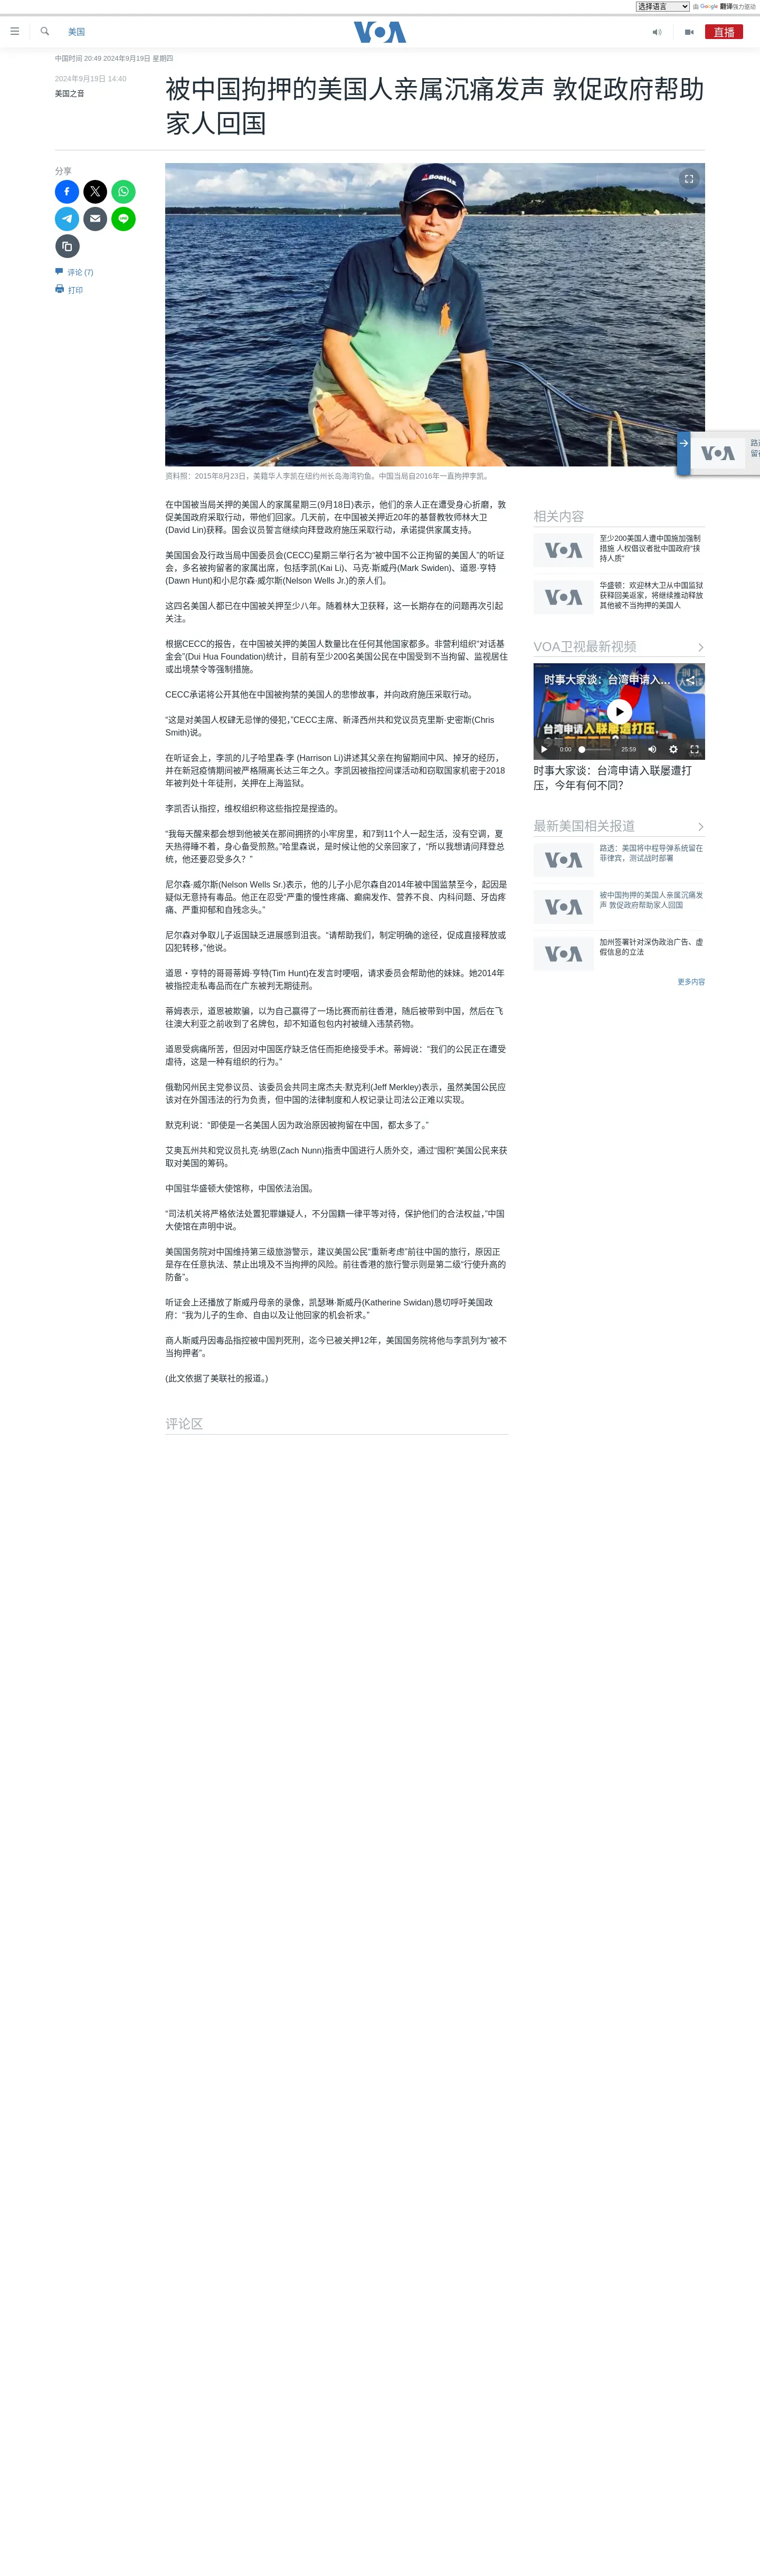 选择语言 由 Google 翻译强力驱动
美国
VOA
直播
中国时间 20:49 2024年9月19日 星期四
2024年9月19日 14:40
美国之音
被中国拘押的美国人亲属沉痛发声 敦促政府帮助
家人回国
分享
评论 (7)
打印
Boatus
资料照：2015年8月23日，美籍华人李凯在纽约州长岛海湾钓鱼。中国当局自2016年一直拘押李凯。
在中国被当局关押的美国人的家属星期三(9月18日)表示，他们的亲人正在遭受身心折磨，敦
促美国政府采取行动，带他们回家。几天前，在中国被关押近20年的基督教牧师林大卫
(David Lin)获释。国会议员誓言继续向拜登政府施压采取行动，承诺提供家属支持。
美国国会及行政当局中国委员会(CECC)星期三举行名为“被中国不公正拘留的美国人”的听证
会，多名被拘留者的家属出席，包括李凯(Kai Li)、马克·斯威丹(Mark Swiden)、道恩·亨特
(Dawn Hunt)和小尼尔森·威尔斯(Nelson Wells Jr.)的亲人们。
这四名美国人都已在中国被关押至少八年。随着林大卫获释，这一长期存在的问题再次引起
关注。
根据CECC的报告，在中国被关押的美国人数量比在任何其他国家都多。非营利组织“对话基
金会”(Dui Hua Foundation)统计，目前有至少200名美国公民在中国受到不当拘留、监视居住
或出境禁令等强制措施。
CECC承诺将公开其他在中国被拘禁的美国人的悲惨故事，并向政府施压采取行动。
“这是对美国人权肆无忌惮的侵犯，”CECC主席、新泽西州共和党议员克里斯·史密斯(Chris
Smith)说。
在听证会上，李凯的儿子哈里森·李 (Harrison Li)讲述其父亲在拘留期间中风、掉牙的经历，
并在新冠疫情期间被严格隔离长达三年之久。李凯因被指控间谍活动和窃取国家机密于2018
年被判处十年徒刑，关押在上海监狱。
李凯否认指控，维权组织称这些指控是捏造的。
“我每天醒来都会想到他被关在那间拥挤的小牢房里，和7到11个人一起生活，没有空调，夏
天热得睡不着，身心备受煎熬。”哈里森说，是时候让他的父亲回家了，“所以我想请问拜登总
统，他还要忍受多久？”
尼尔森·威尔斯(Nelson Wells Sr.)表示，他的儿子小尼尔森自2014年被中国监禁至今，起因是
疑似无意持有毒品。他正在忍受“严重的慢性疼痛、癫痫发作、营养不良、内科问题、牙齿疼
痛、严重抑郁和自残念头。”
尼尔森对争取儿子返国缺乏进展感到沮丧。“请帮助我们，制定明确的途径，促成直接释放或
囚犯转移，”他说。
道恩・亨特的哥哥蒂姆·亨特(Tim Hunt)在发言时哽咽，请求委员会帮助他的妹妹。她2014年
被指控走私毒品而在广东被判无期徒刑。
蒂姆表示，道恩被欺骗，以为自己赢得了一场比赛而前往香港，随后被带到中国，然后在飞
往澳大利亚之前收到了名牌包，却不知道包包内衬被缝入违禁药物。
道恩受病痛所苦，但因对中国医疗缺乏信任而拒绝接受手术。蒂姆说：“我们的公民正在遭受
虐待，这是一种有组织的行为。”
俄勒冈州民主党参议员、该委员会共同主席杰夫·默克利(Jeff Merkley)表示，虽然美国公民应
该对在外国违法的行为负责，但中国的法律制度和人权记录让司法公正难以实现。
默克利说：“即使是一名美国人因为政治原因被拘留在中国，都太多了。”
艾奥瓦州共和党议员扎克·纳恩(Zach Nunn)指责中国进行人质外交，通过“囤积”美国公民来获
取对美国的筹码。
中国驻华盛顿大使馆称，中国依法治国。
“司法机关将严格依法处置犯罪嫌疑人，不分国籍一律平等对待，保护他们的合法权益，”中国
大使馆在声明中说。
美国国务院对中国维持第三级旅游警示，建议美国公民“重新考虑”前往中国的旅行，原因正
是存在任意执法、禁止出境及不当拘押的风险。前往香港的旅行警示则是第二级“行使升高的
防备”。
听证会上还播放了斯威丹母亲的录像，凯瑟琳·斯威丹(Katherine Swidan)恳切呼吁美国政
府：“我为儿子的生命、自由以及让他回家的机会祈求。”
商人斯威丹因毒品指控被中国判死刑，迄今已被关押12年，美国国务院将他与李凯列为“被不
当拘押者”。
(此文依据了美联社的报道。)
评论区
相关内容
VOA
至少200美国人遭中国施加强制
措施 人权倡议者批中国政府“挟
持人质”
VOA
华盛顿：欢迎林大卫从中国监狱
获释回美返家，将继续推动释放
其他被不当拘押的美国人
VOA卫视最新视频
时事大家谈：台湾申请入...
台湾申请入联屡遭打压，
0:00 25:59
时事大家谈：台湾申请入联屡遭打
压，今年有何不同？
最新美国相关报道
VOA
路透：美国将中程导弹系统留在
菲律宾，测试战时部署
VOA
被中国拘押的美国人亲属沉痛发
声 敦促政府帮助家人回国
VOA
加州签署针对深伪政治广告、虚
假信息的立法
更多内容
VOA